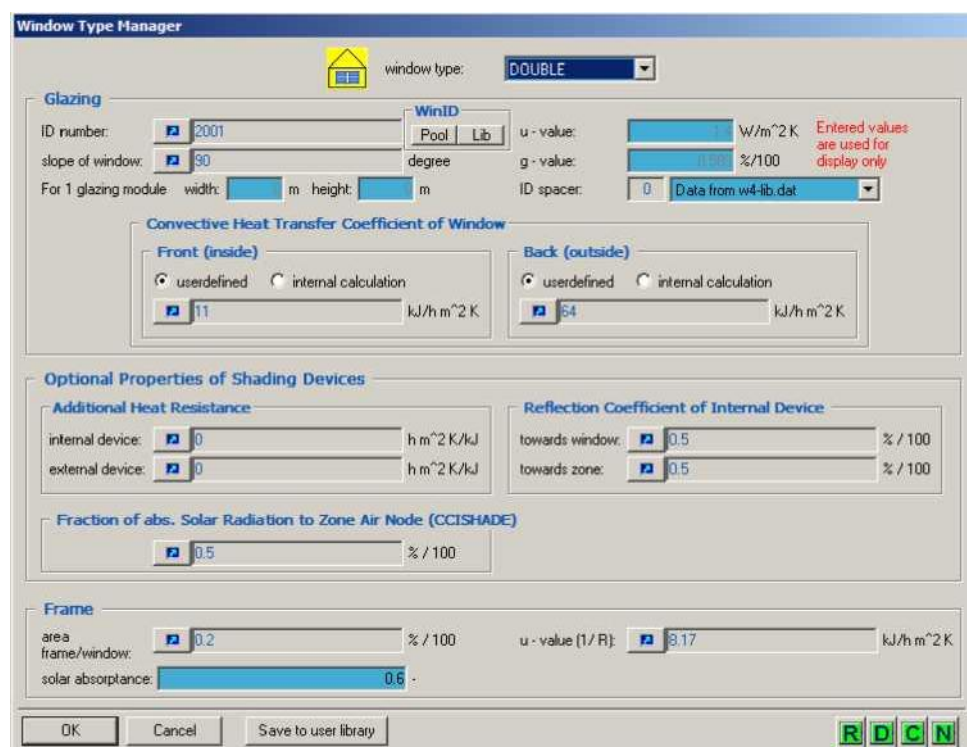 Window Type Manager
window type: DOUBLE
Glazing
WinID
ID number: 2001 Pool Lib u - value: W/m^2 K Entered values
are used for
display only
slope of window: 90 degree g - value: %/100
For 1 glazing module width: m height: m ID spacer: 0 Data from w4-lib.dat
Convective Heat Transfer Coefficient of Window
Front (inside) Back (outside)
userdefined internal calculation userdefined internal calculation
11 kJ/h m^2 K 64 kJ/h m^2 K
Optional Properties of Shading Devices
Additional Heat Resistance Reflection Coefficient of Internal Device
internal device: 0 h m^2 K/kJ towards window: 0.5 % / 100
external device: 0 h m^2 K/kJ towards zone: 0.5 % / 100
Fraction of abs. Solar Radiation to Zone Air Node (CCISHADE)
0.5 % / 100
Frame
area
frame/window: 0.2 % / 100 u - value (1/ R): 8.17 kJ/h m^2 K
solar absorptance: 0.6 -
OK Cancel Save to user library R D C N